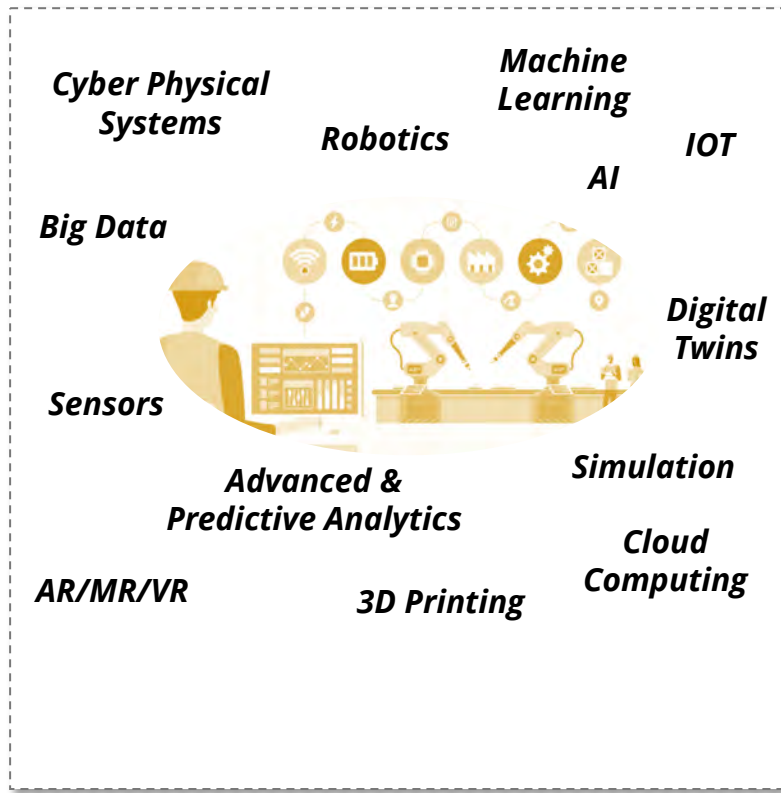 Machine
Learning
Cyber Physical
Systems
Robotics
IOT
AI
Big Data
Digital
Twins
Sensors
Simulation
Advanced &
Predictive Analytics
Cloud
Computing
AR/MR/VR
3D Printing